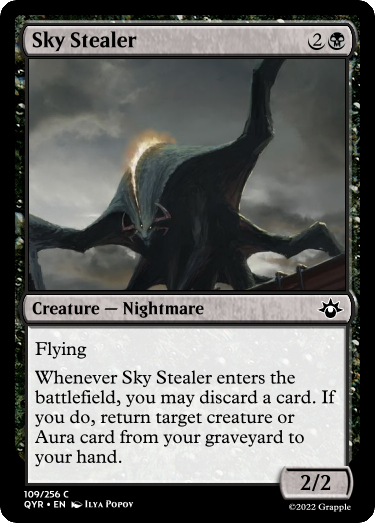 Sky Stealer 2
Creature — Nightmare
Flying
Whenever Sky Stealer enters the
battlefield, you may discard a card. If
you do, return target creature or
Aura card from your graveyard to
your hand.
2/2
109/256 C
QYR • EN Ilya Popov
©2022 Grapple